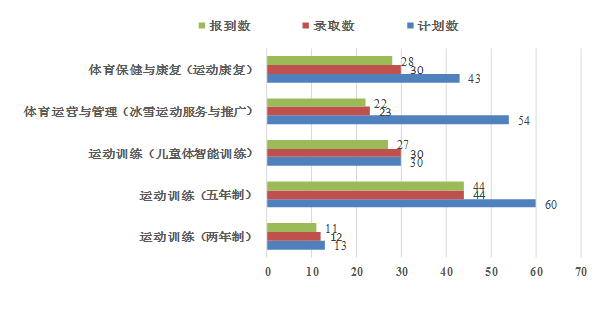 报到数 录取数 计划数
体育保健与康复（运动康复）
28
30
43
体育运营与管理（冰雪运动服务与推广）
22
23
54
运动训练（儿童体智能训练）
27
30
30
运动训练（五年制）
44
44
60
运动训练（两年制）
11
12
13
0 10 20 30 40 50 60 70